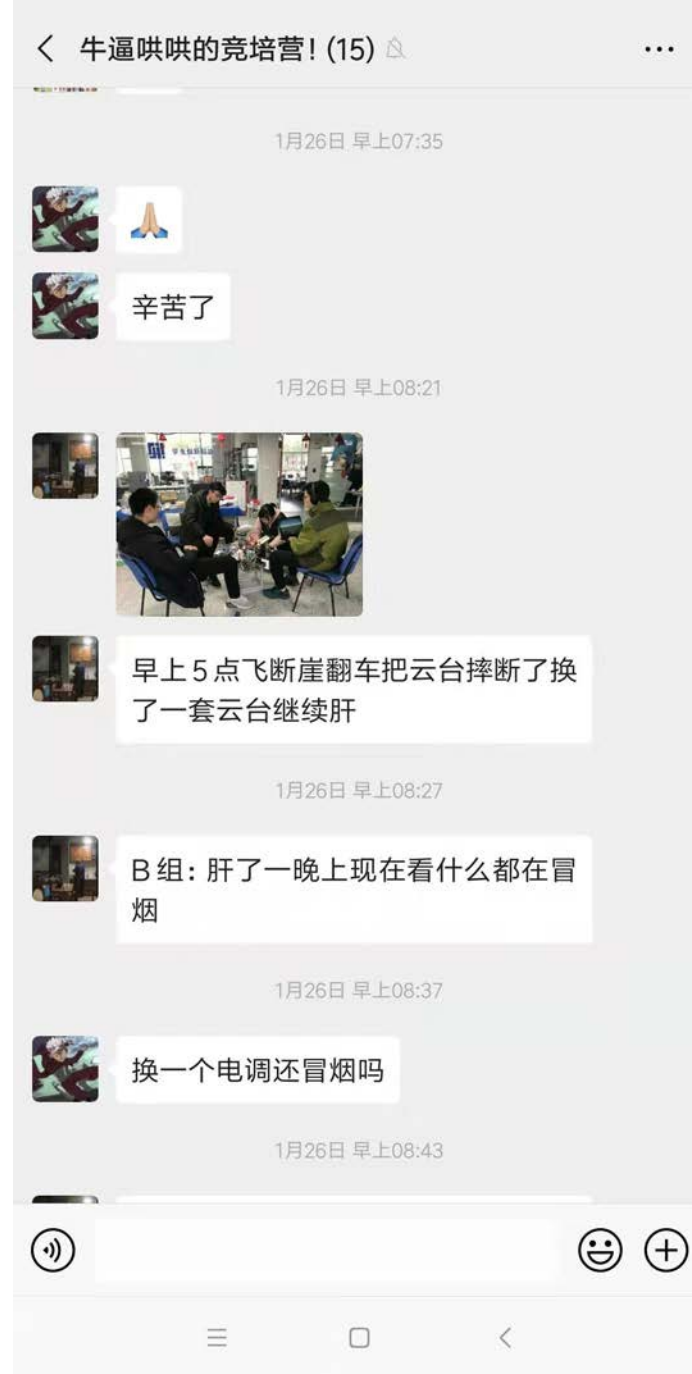 牛逼哄哄的竞培营!(15)
1月26日 早上07:35
辛苦了
1月26日 早上08:21
早上5点飞断崖翻车把云台摔断了换
了一套云台继续肝
1月26日 早上08:27
B组:肝了一晚上现在看什么都在冒
烟
1月26日 早上08:37
换一个电调还冒烟吗
1月26日 早上08:43